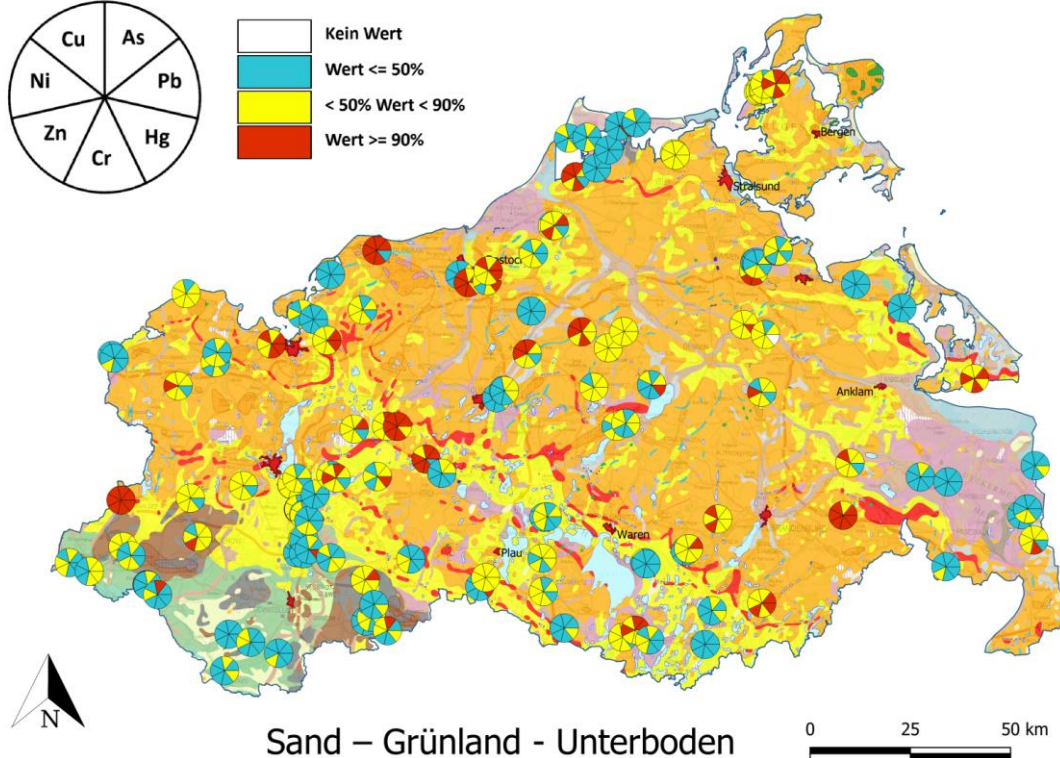 Cu
As
Ni
Pb
Zn
Hg
Cr
Kein Wert
Wert <= 50%
< 50% Wert < 90%
Wert >= 90%
Bergen
Stralsund
Anklam
Waren
Plau
N
Sand – Grünland - Unterboden
0 25 50 km